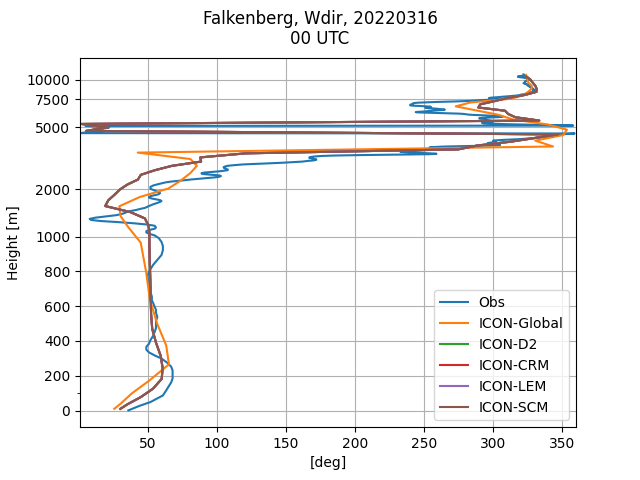 Falkenberg, Wdir, 20220316
00 UTC
10000
7500
5000
2000
1000
800
600
400
200
0
Height [m]
50
100
150
200
250
300
350
[deg]
Obs
ICON-Global
ICON-D2
ICON-CRM
ICON-LEM
ICON-SCM